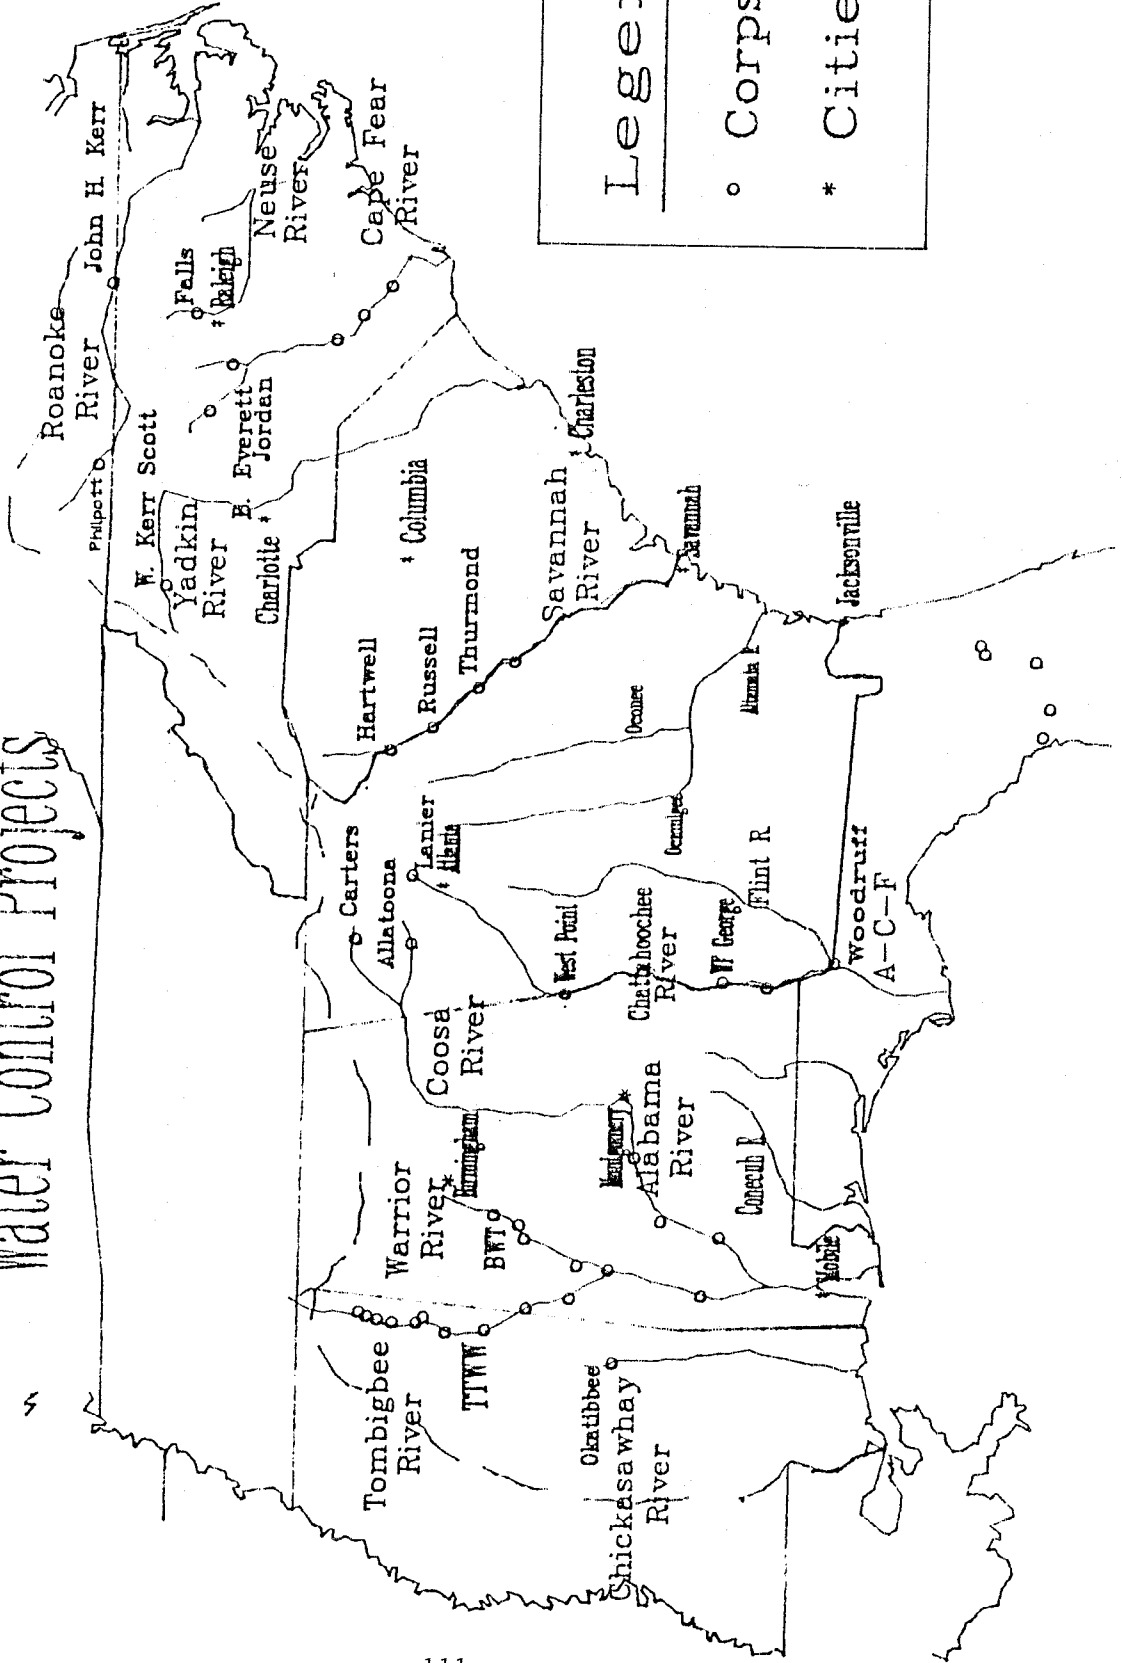 Water Control Projects
Roanoke
River
John H. Kerr
Philpott
W. Kerr Scott
Yadkin
River
Falls
Raleigh
Neuse
River
B. Everett
Jordan
Cape Fear
River
Charlotte
Columbia
Charleston
Hartwell
Russell
Thurmond
Savannah
River
Savannah
Jacksonville
Oconee
Altamaha R
Ocmulgee
Carters
Allatoona
Lanier
Atlanta
Coosa
River
West Point
Chattahoochee
River
WF George
Flint R
Woodruff
A-C-F
Warrior
River
Birmingham
BWT
Montgomery
Alabama
River
Conecuh R
Mobile
Tombigbee
River
TTWW
Okatibbee
Chickasawhay
River
Legen
° Corps
* Citie
111